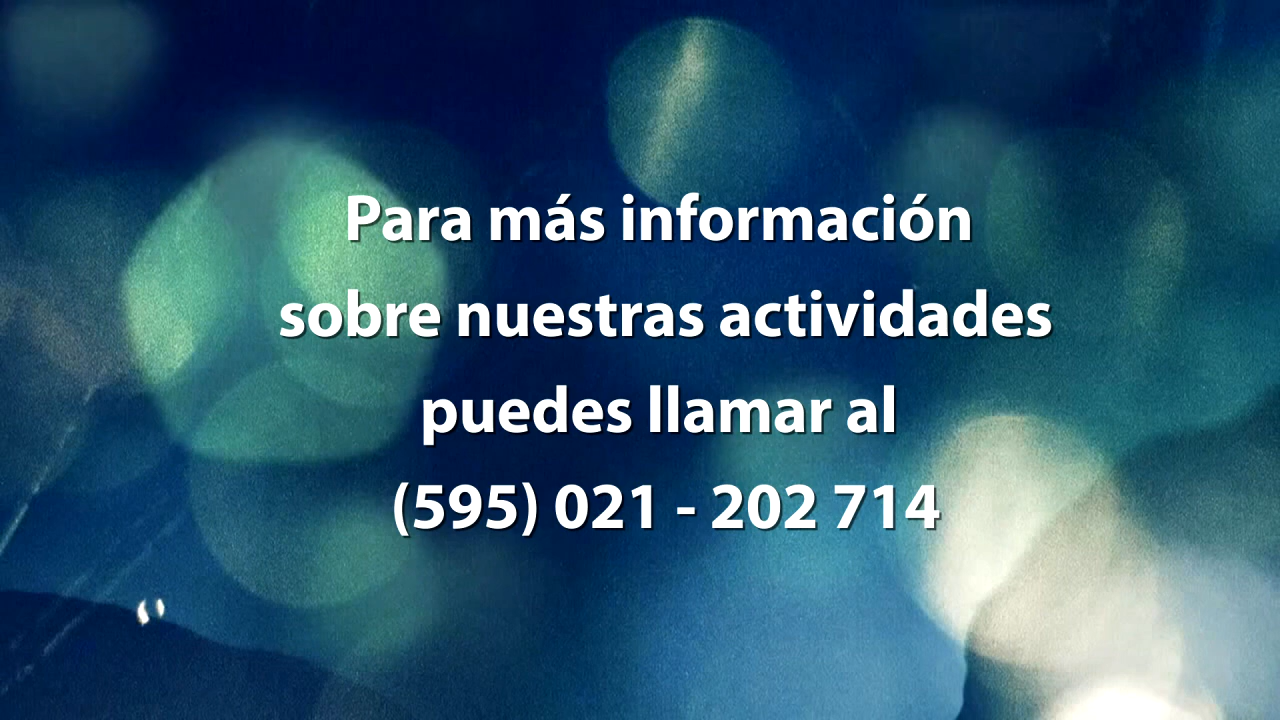 Para más información
sobre nuestras actividades
puedes llamar al
(595) 021 - 202 714